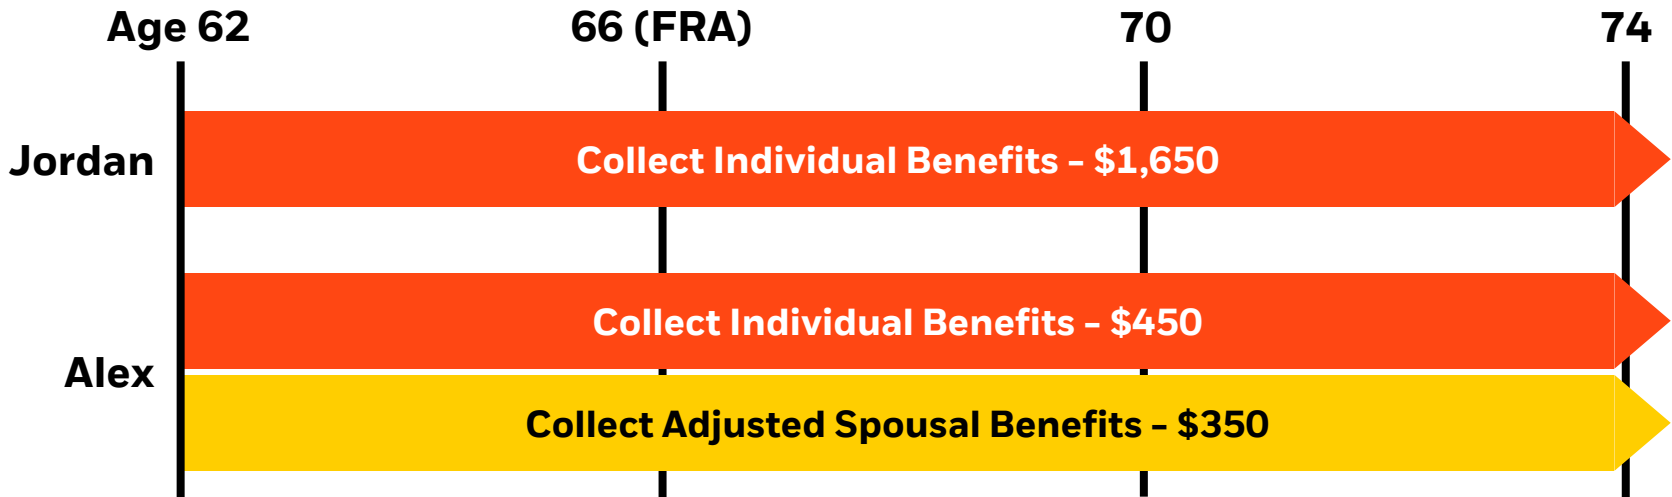 Age 62 66 (FRA) 70 74
Jordan
Collect Individual Benefits – $1,650
Alex
Collect Individual Benefits – $450
Collect Adjusted Spousal Benefits – $350